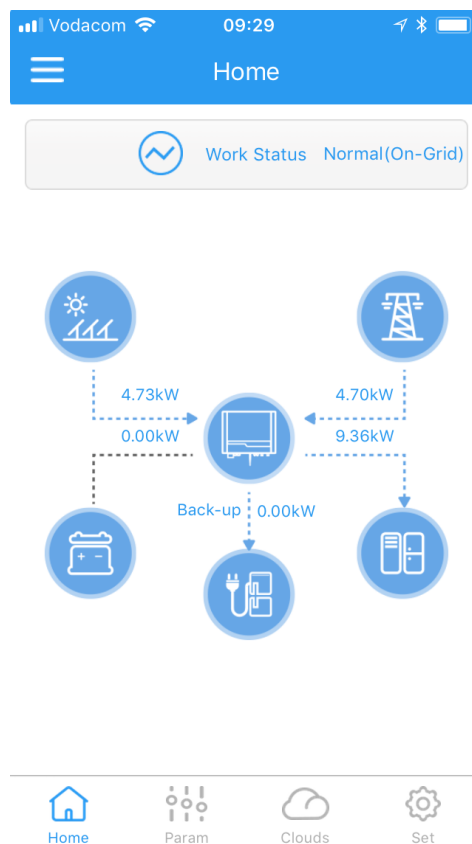 Vodacom 09:29
Home
Work Status Normal(On-Grid)
4.73kW 4.70kW
0.00kW 9.36kW
Back-up 0.00kW
Home Param Clouds Set